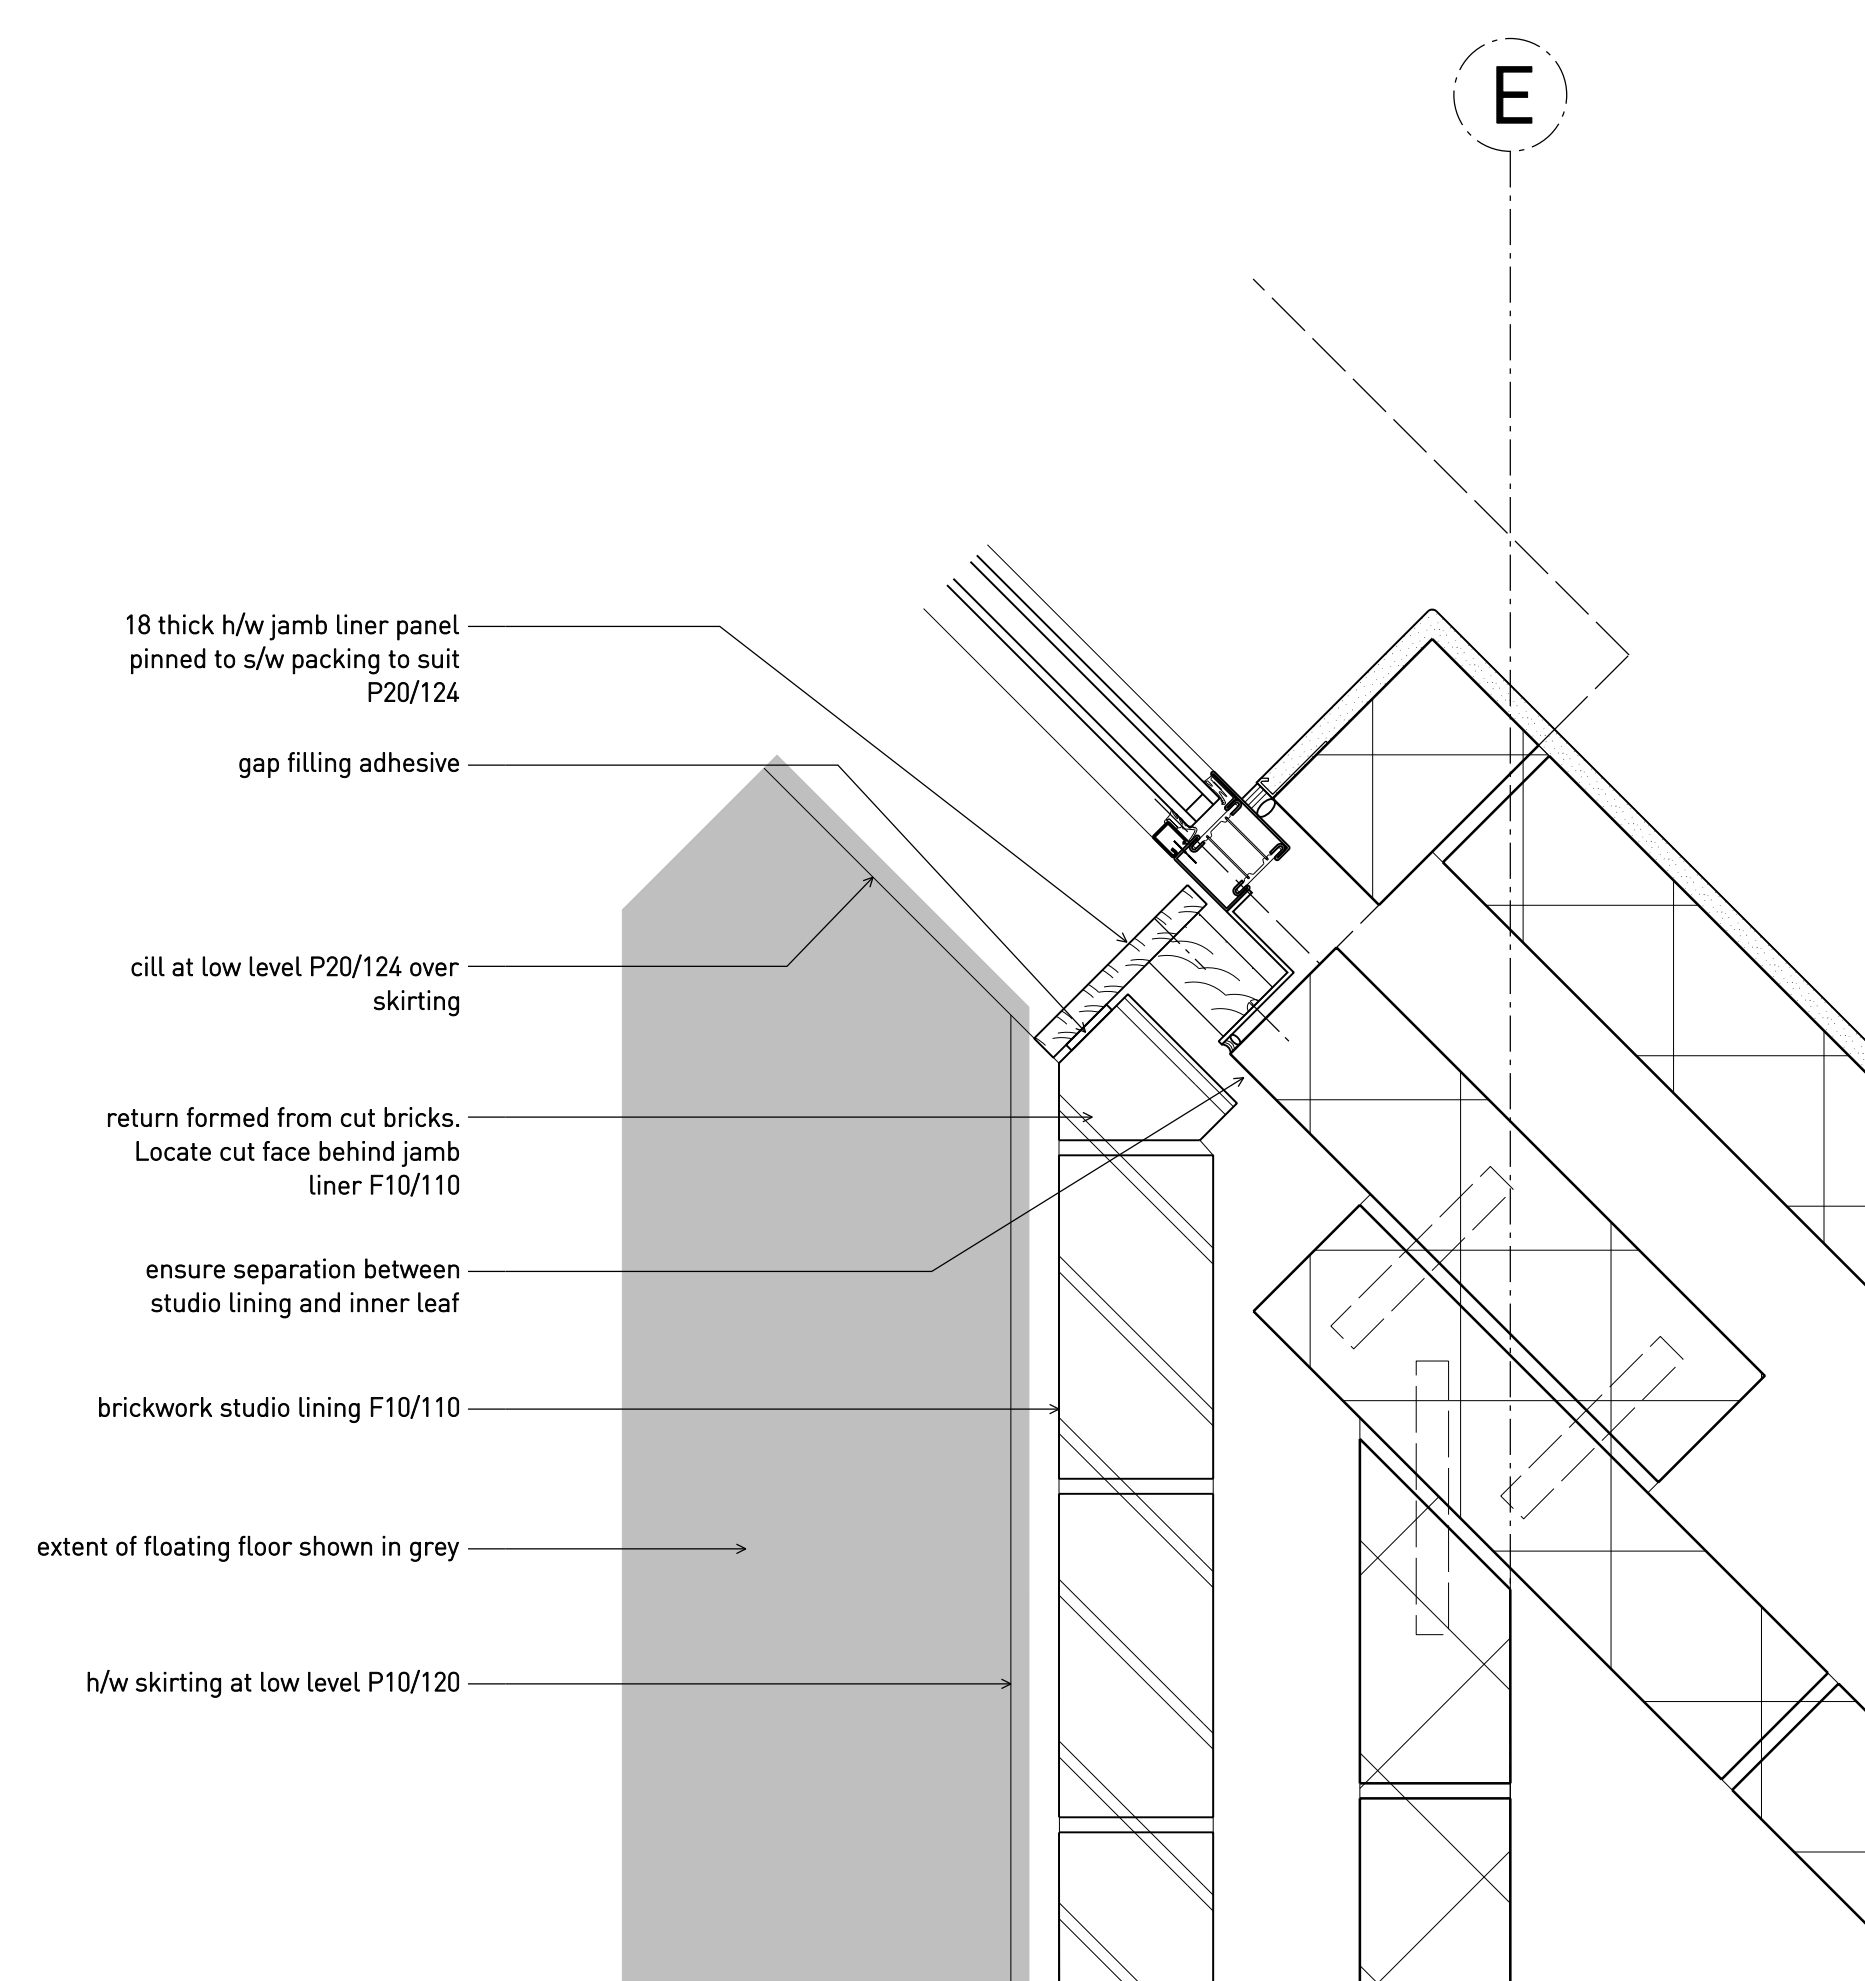 E
18 thick h/w jamb liner panel
pinned to s/w packing to suit
P20/124
gap filling adhesive
cill at low level P20/124 over
skirting
return formed from cut bricks.
Locate cut face behind jamb
liner F10/110
ensure separation between
studio lining and inner leaf
brickwork studio lining F10/110
extent of floating floor shown in grey
h/w skirting at low level P10/120